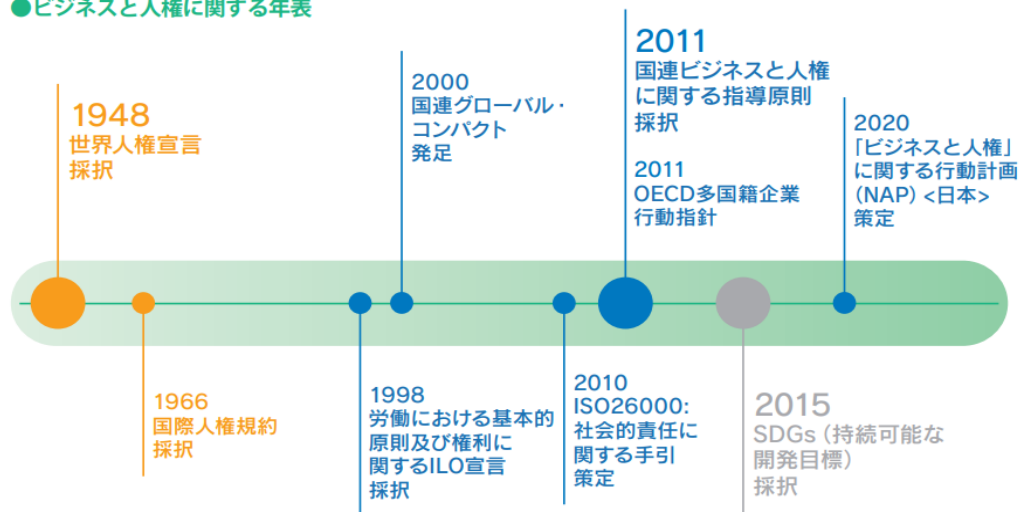 ●ビジネスと人権に関する年表
1948
世界人権宣言
採択
1966
国際人権規約
採択
1998
労働における基本的
原則及び権利に
関するILO宣言
採択
2000
国連グローバル・
コンパクト
発足
2010
ISO26000:
社会的責任に
関する手引
策定
2011
国連ビジネスと人権
に関する指導原則
採択
2011
OECD多国籍企業
行動指針
2015
SDGs（持続可能な
開発目標）
採択
2020
「ビジネスと人権」
に関する行動計画
（NAP）<日本>
策定